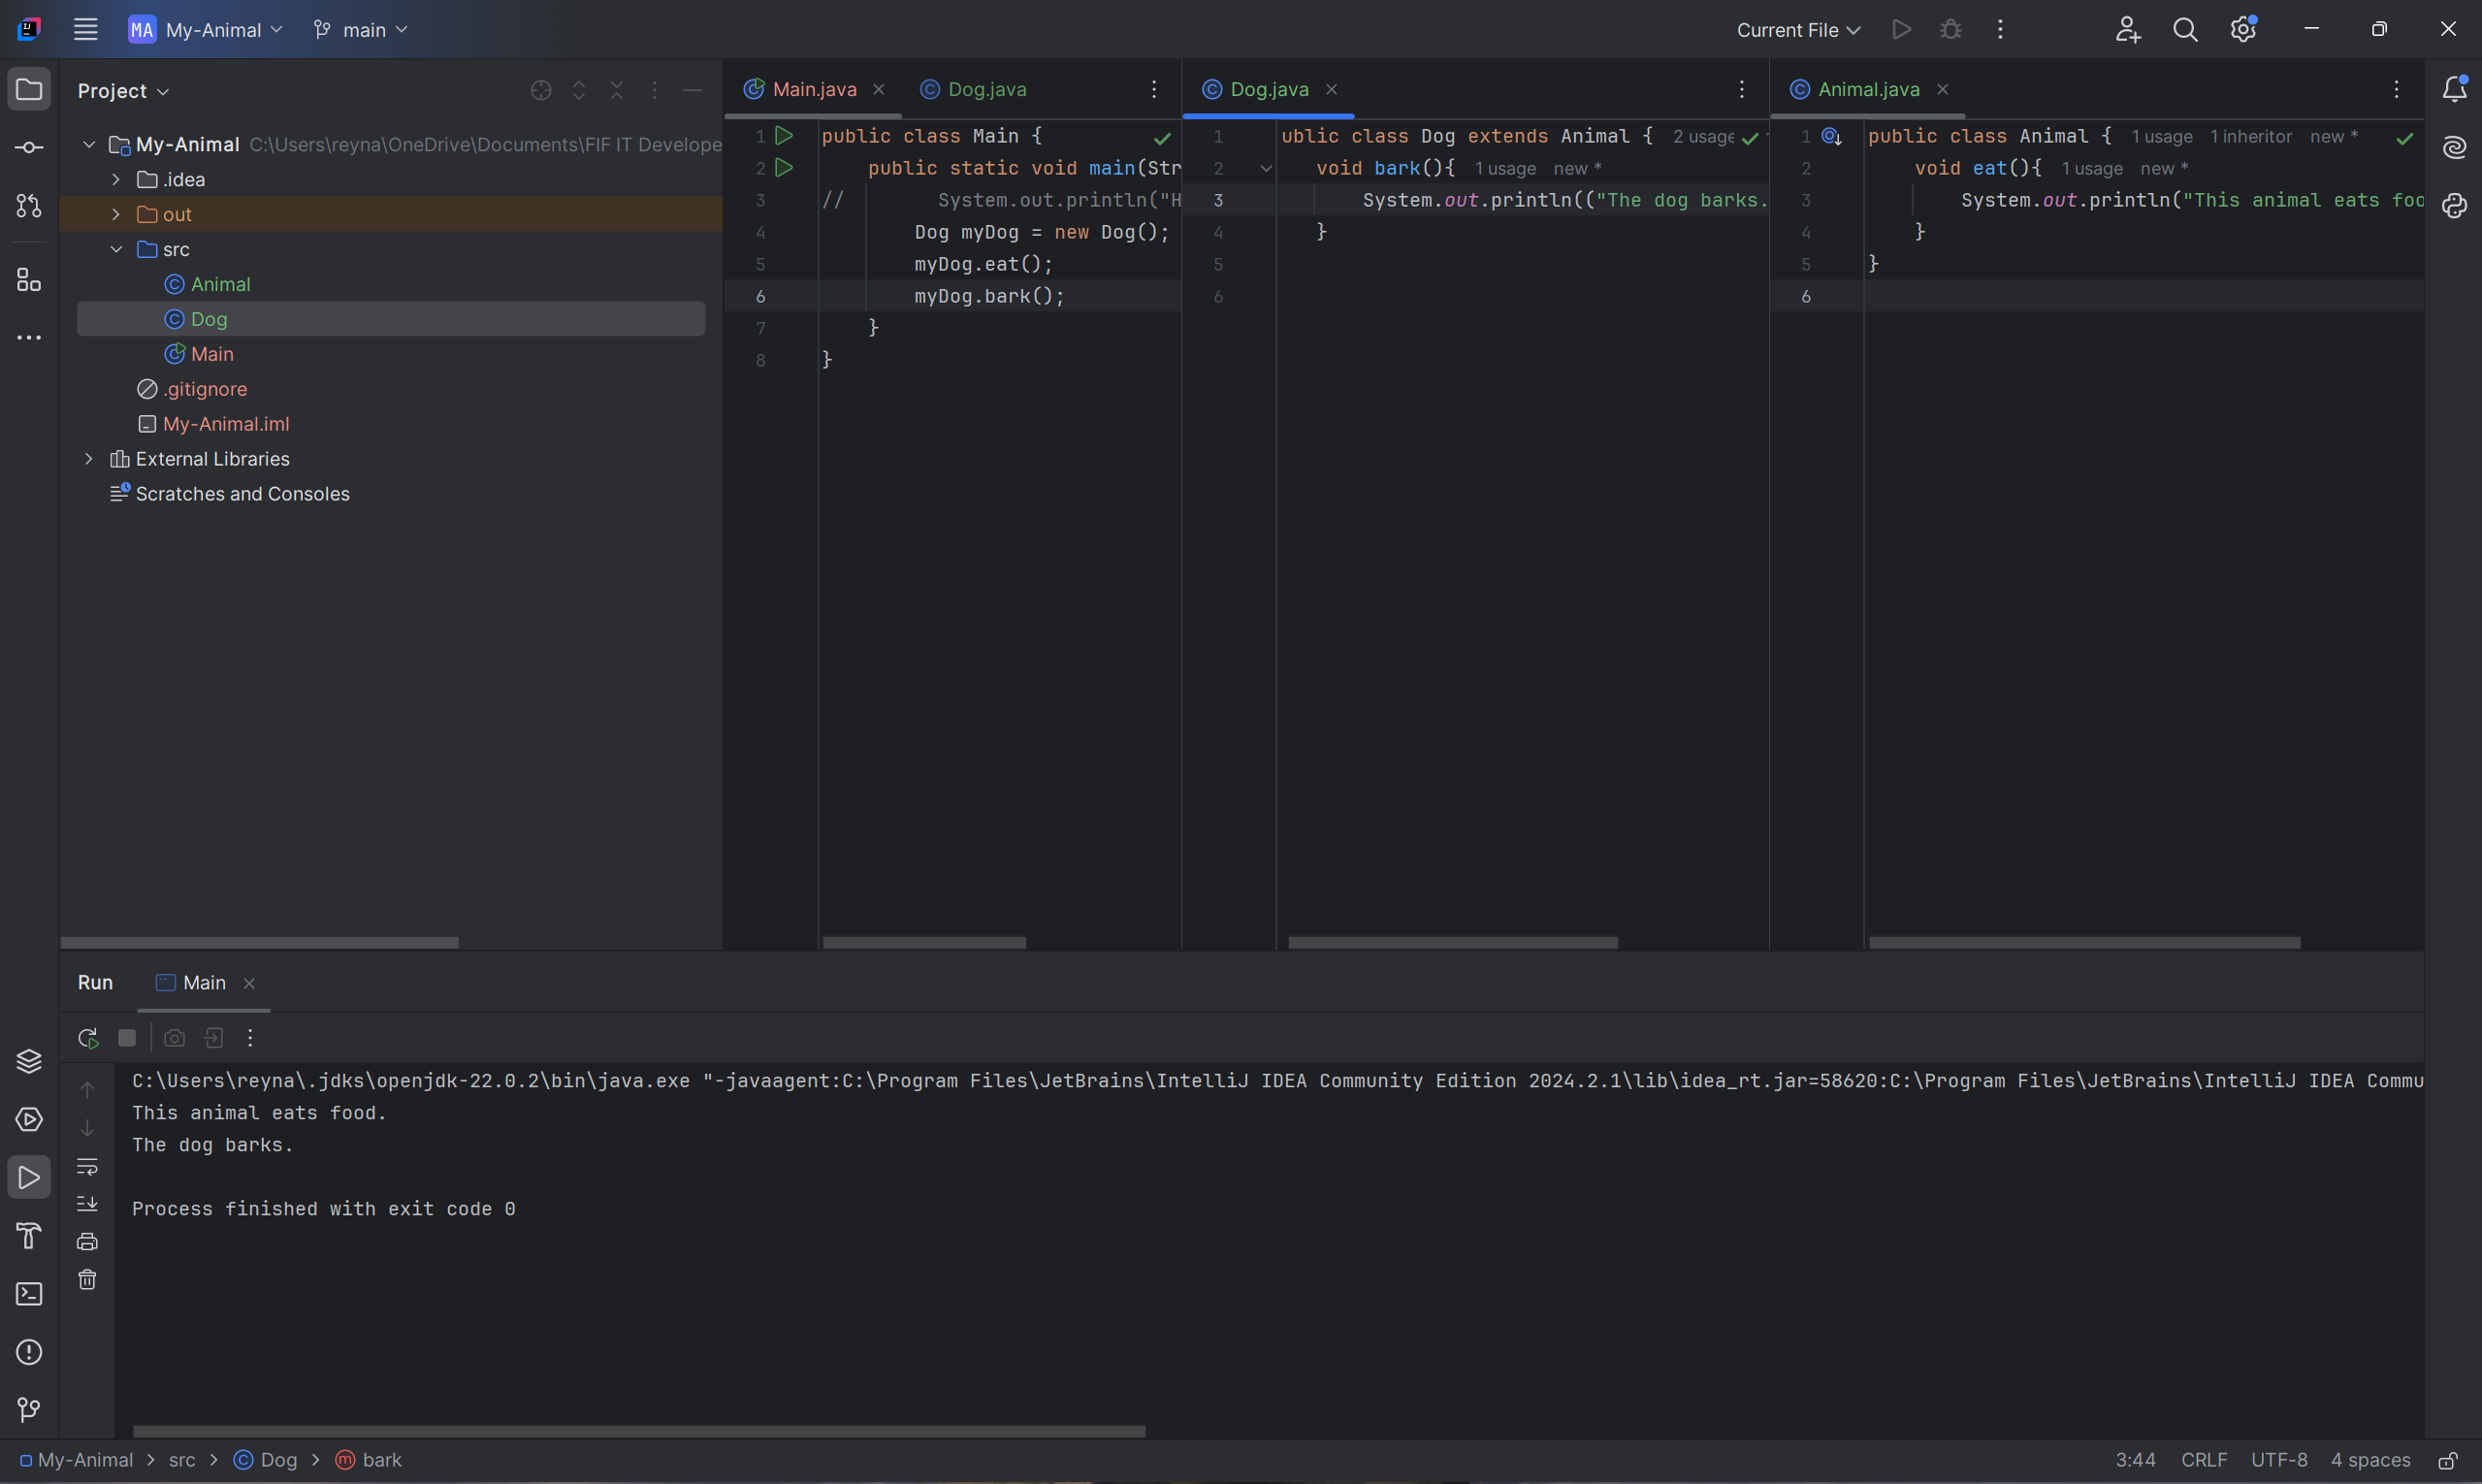 MA My-Animal main Current File
Project
My-Animal C:\Users\reyna\OneDrive\Documents\FIF IT Develope
.idea
out
src
Animal
Dog
Main
.gitignore
My-Animal.iml
External Libraries
Scratches and Consoles
Main.java Dog.java
1 public class Main {
2 public static void main(Str
3 // System.out.println("H
4 Dog myDog = new Dog();
5 myDog.eat();
6 myDog.bark();
7 }
8 }
Dog.java
1 ublic class Dog extends Animal { 2 usage
2 void bark(){ 1 usage new *
3 System.out.println(("The dog barks.
4 }
5
6
Animal.java
1 public class Animal { 1 usage 1 inheritor new *
2 void eat(){ 1 usage new *
3 System.out.println("This animal eats foo
4 }
5 }
6
Run Main
C:\Users\reyna\.jdks\openjdk-22.0.2\bin\java.exe "-javaagent:C:\Program Files\JetBrains\IntelliJ IDEA Community Edition 2024.2.1\lib\idea_rt.jar=58620:C:\Program Files\JetBrains\IntelliJ IDEA Commu
This animal eats food.
The dog barks.
Process finished with exit code 0
My-Animal > src > Dog > bark 3:44 CRLF UTF-8 4 spaces